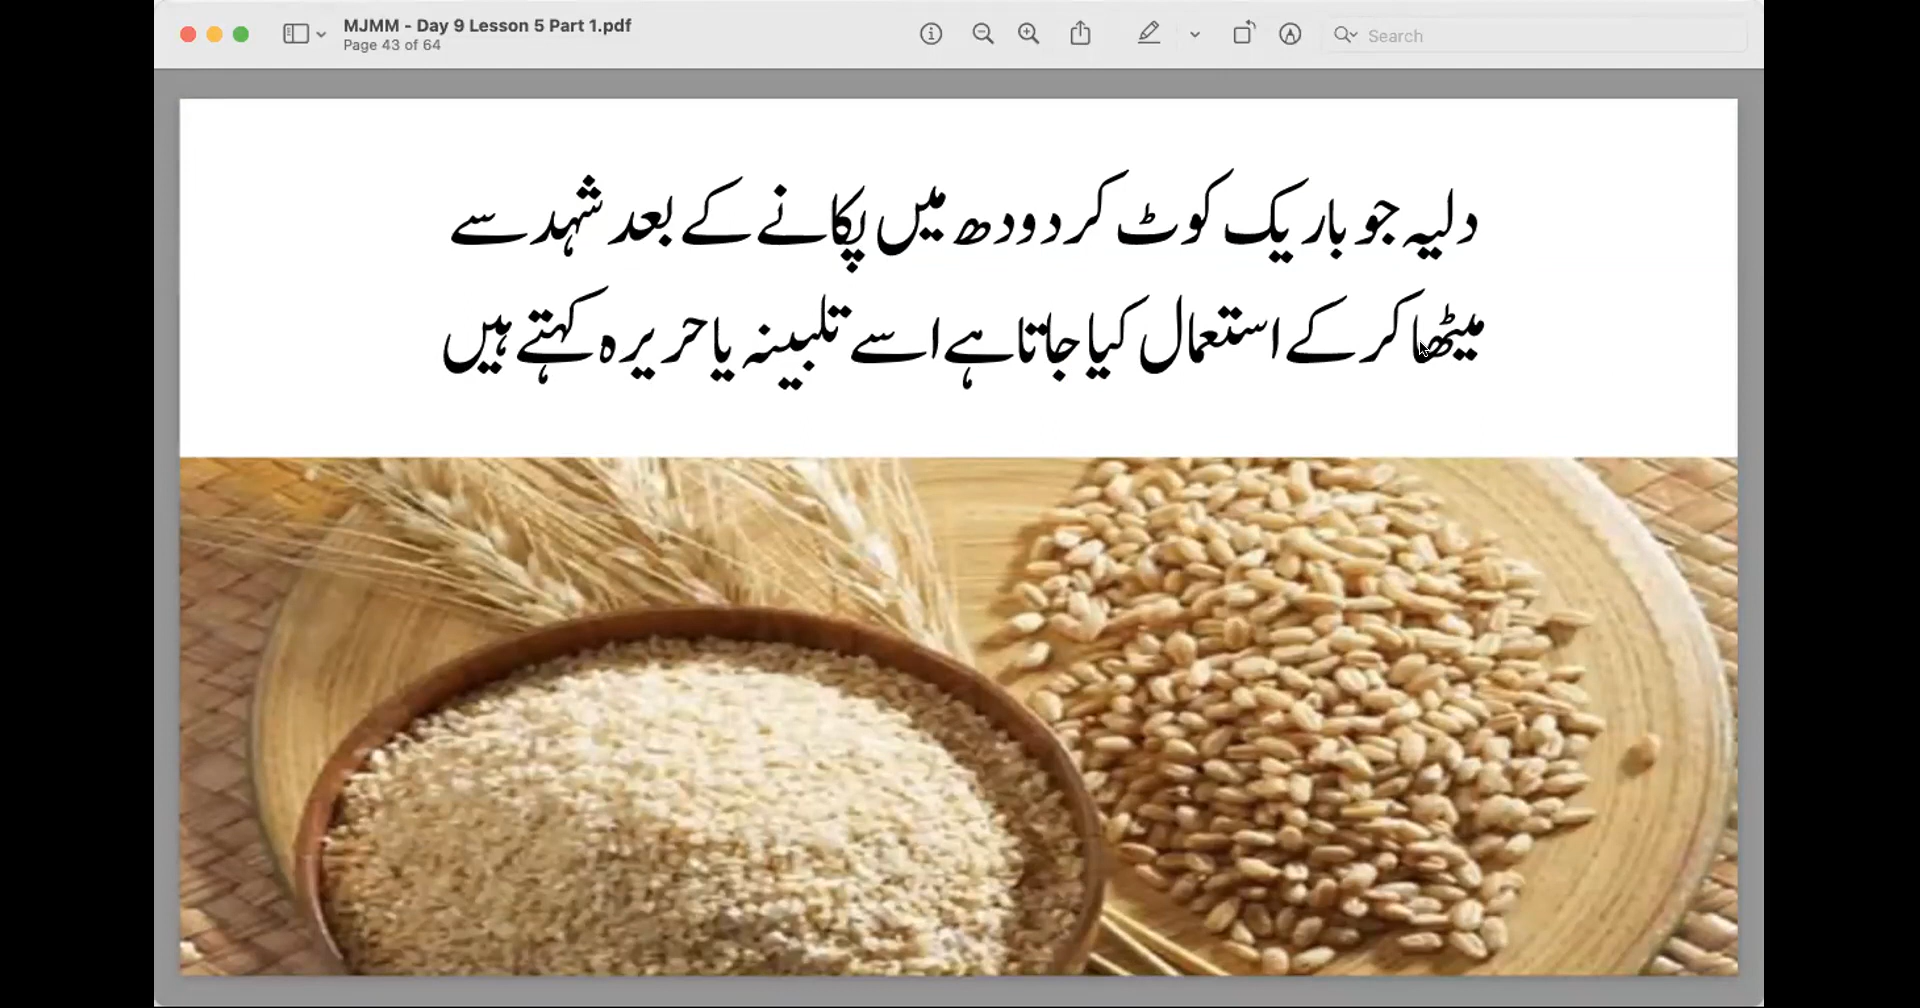 MJMM - Day 9 Lesson 5 Part 1.pdf
Page 43 of 64
Search
دلیہ جو باریک کوٹ کر دودھ میں پکانے کے بعد شہد سے
میٹھا کر کے استعمال کیا جاتا ہے اسے تلبینہ یا حریرہ کہتے ہیں